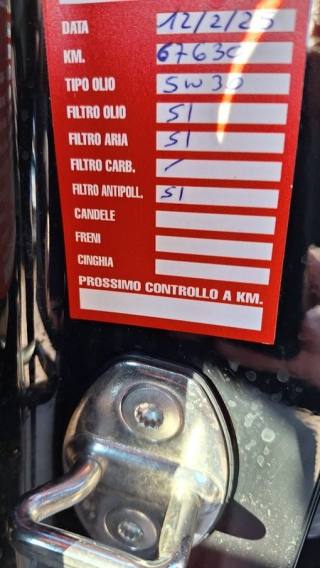 DATA 12/2/25
KM. 67630
TIPO OLIO 5W30
FILTRO OLIO SI
FILTRO ARIA SI
FILTRO CARB. /
FILTRO ANTIPOLL. SI
CANDELE
FRENI
CINGHIA
PROSSIMO CONTROLLO A KM.